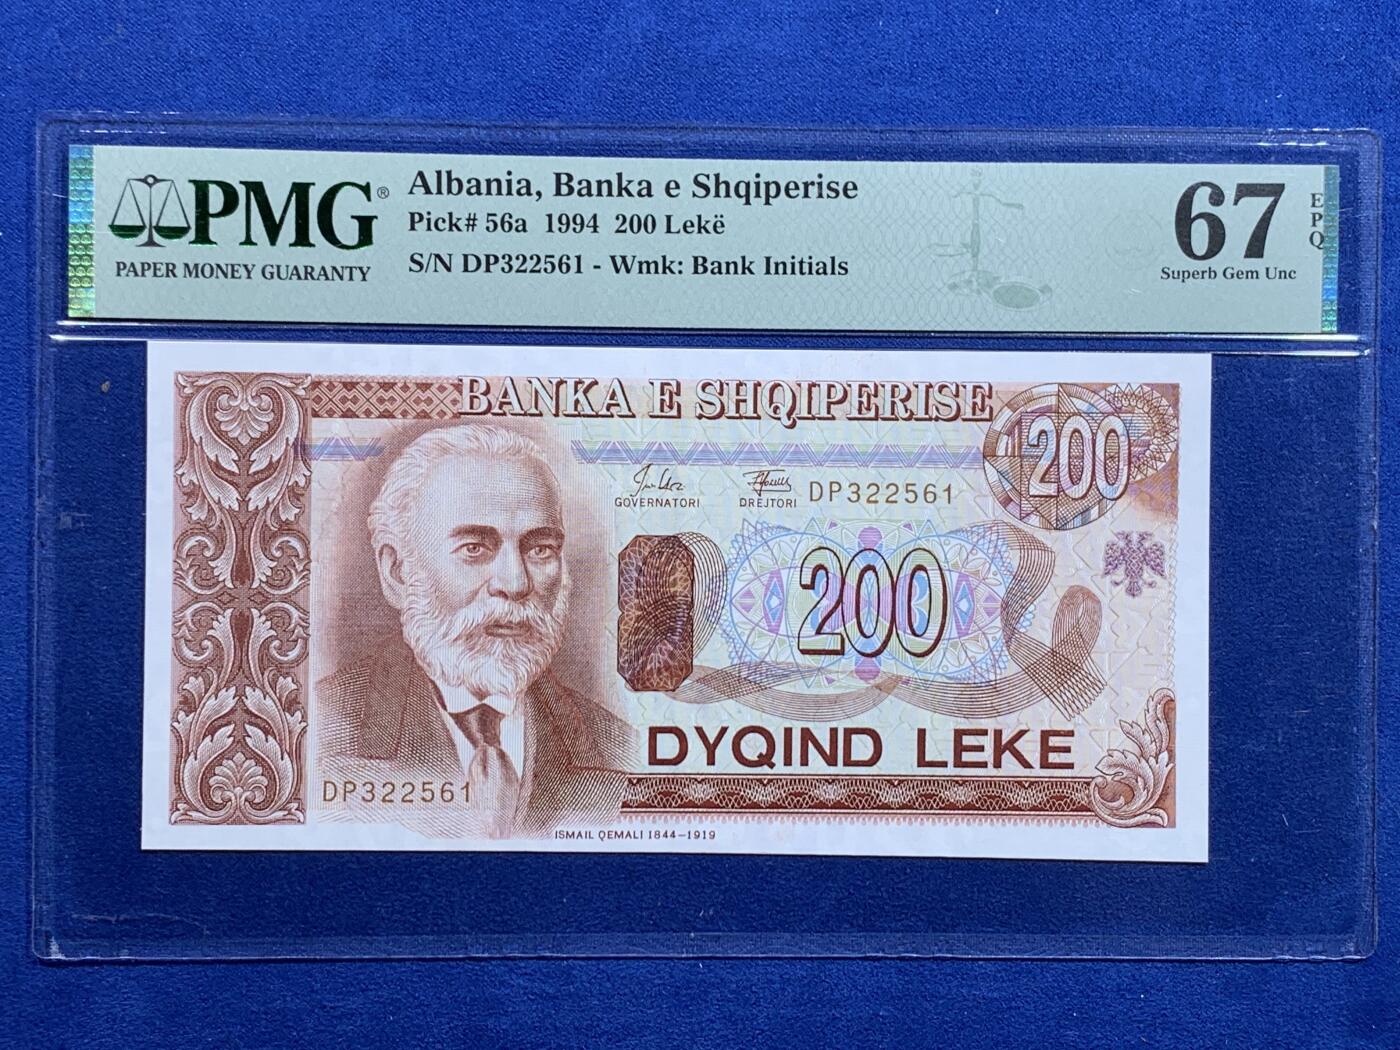 PMG®
PAPER MONEY GUARANTY
Albania, Banka e Shqiperise
Pick# 56a 1994 200 Lekë
S/N DP322561 - Wmk: Bank Initials
67
EPQ
Superb Gem Unc
BANKA E SHQIPERISE
200
GOVERNATORI
DREJTORI
DP322561
200
DYQIND LEKE
DP322561
ISMAIL QEMALI 1844-1919